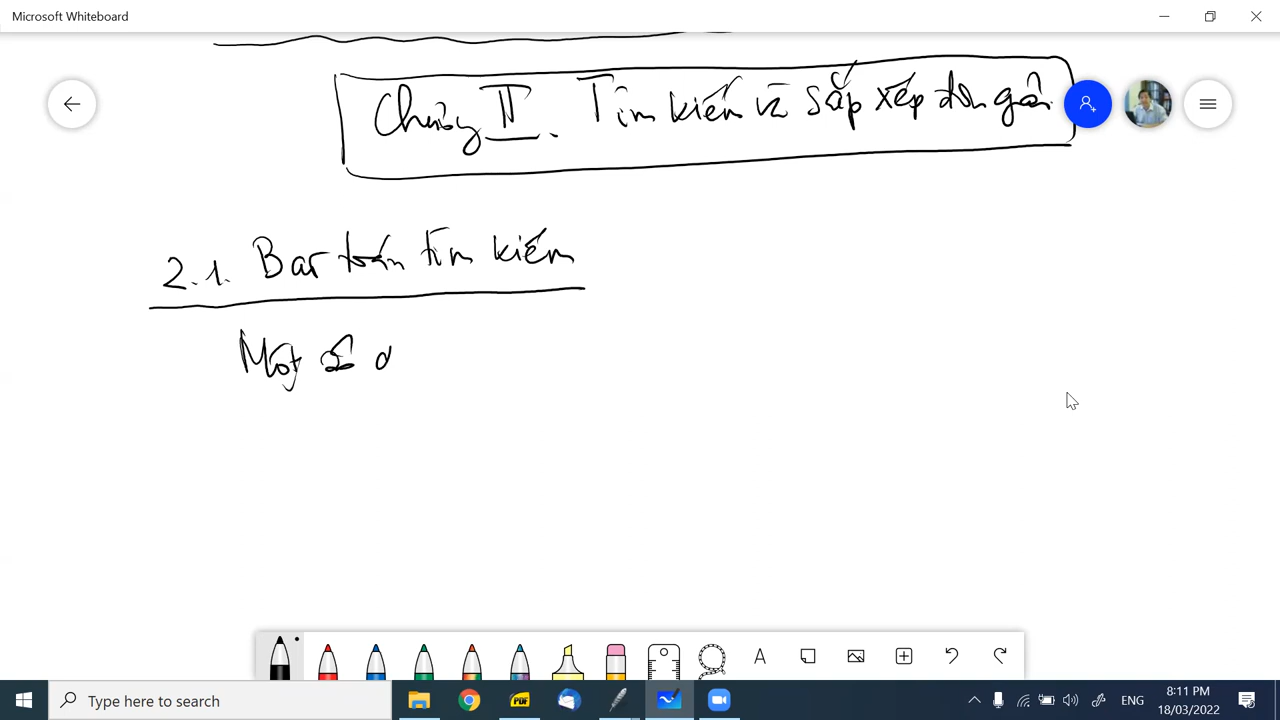 Microsoft Whiteboard
Chương II. Tìm kiếm và sắp xếp đơn giản
2.1. Bài toán tìm kiếm
Một số đ
A
Type here to search
PDF
ENG
8:11 PM
18/03/2022